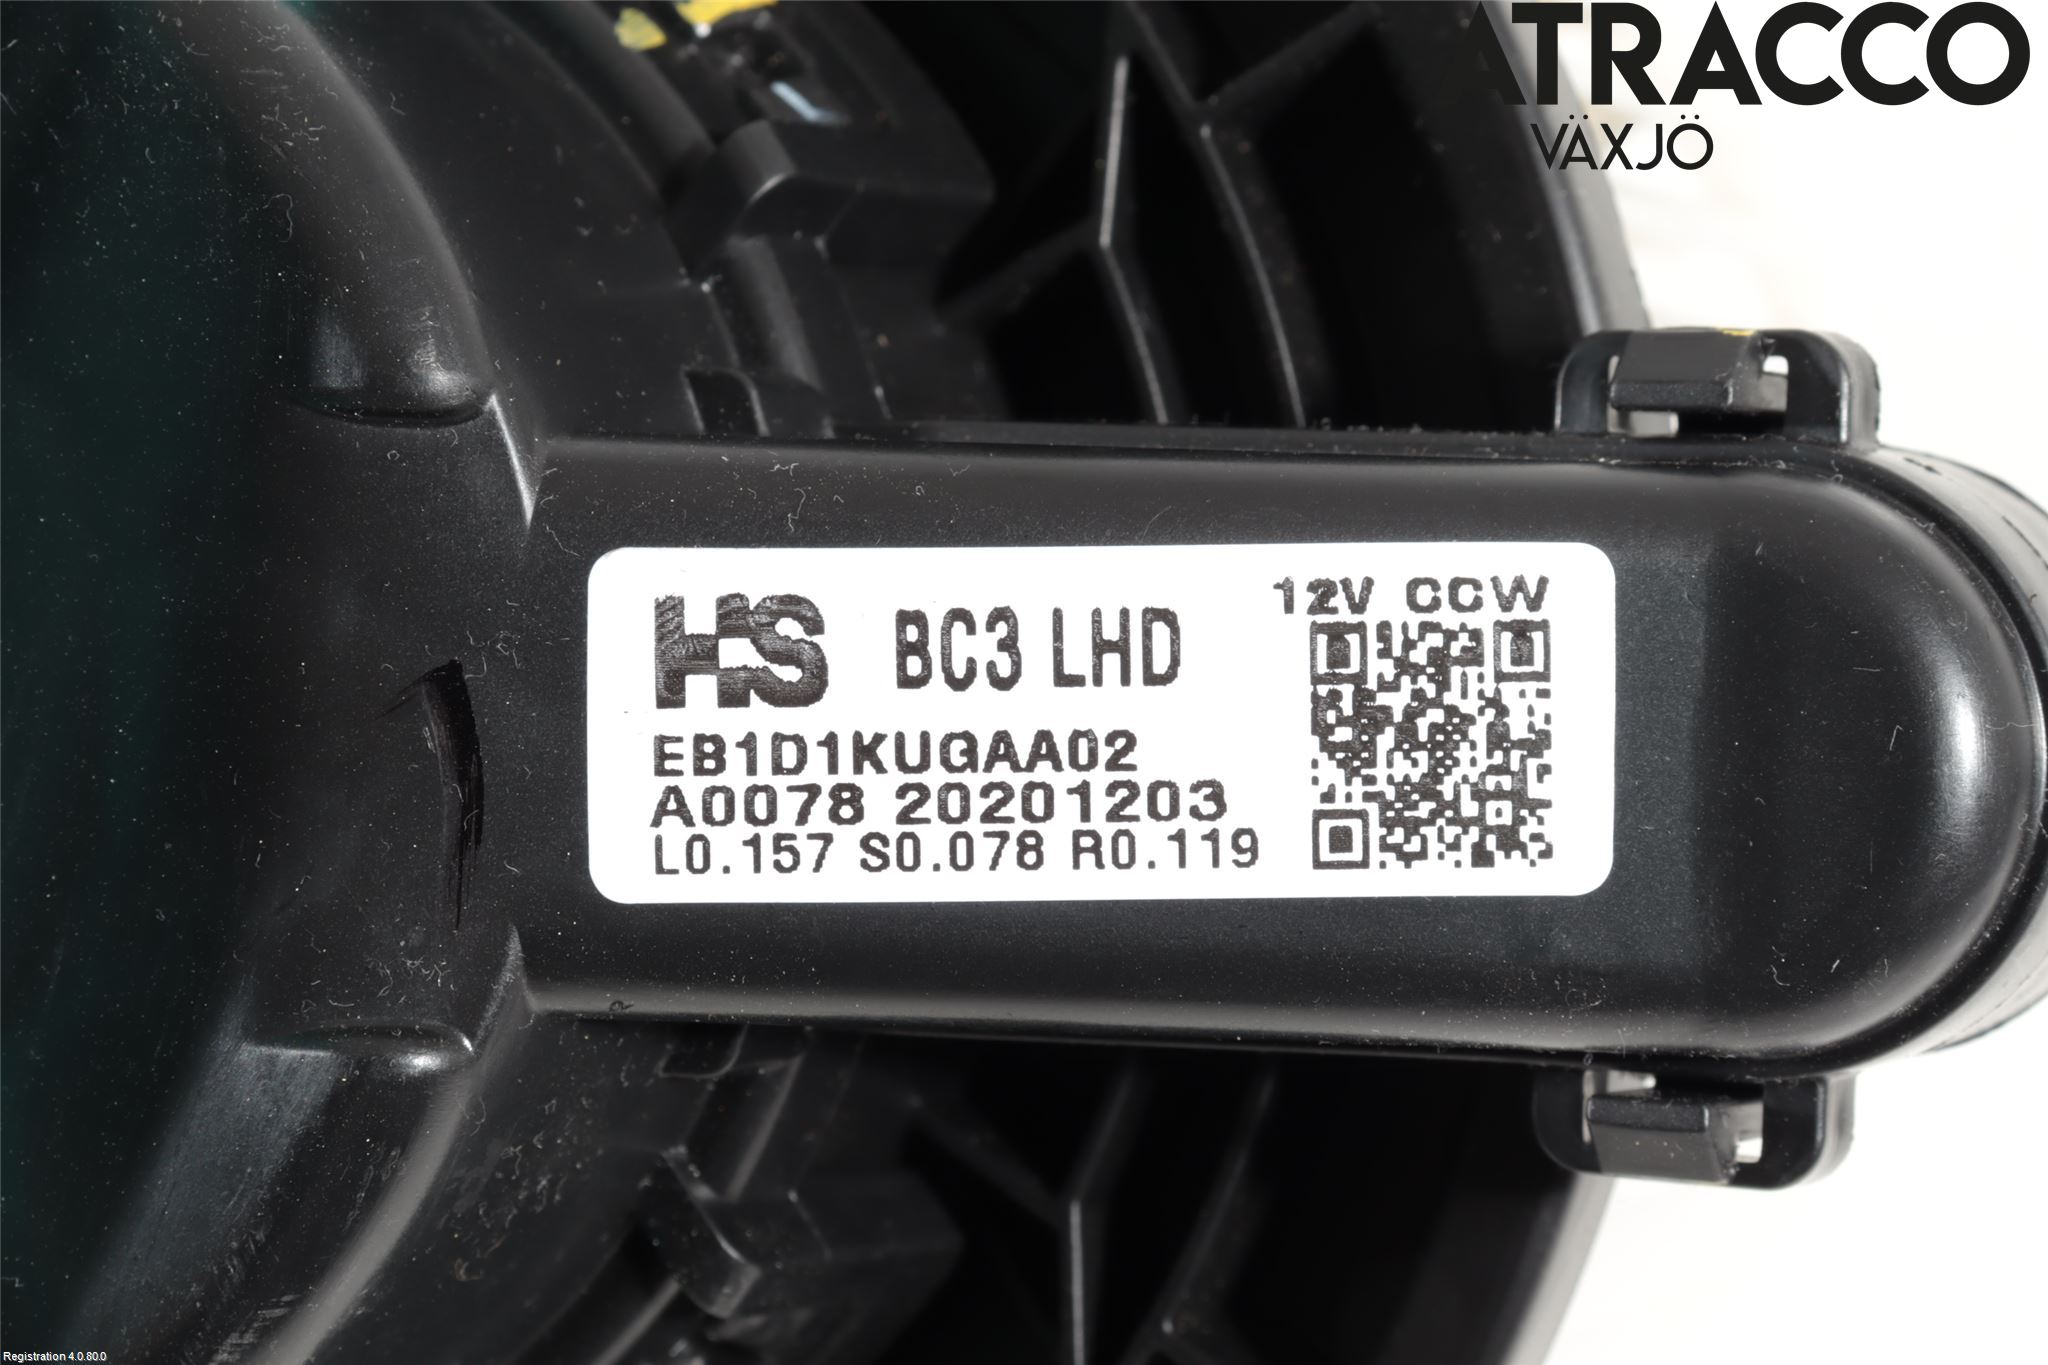 ATRACCO
VÄXJÖ
HS BC3 LHD
12V CCW
EB1D1KUGAA02
A0078 20201203
L0.157 S0.078 R0.119
Registration 4.0.80.0